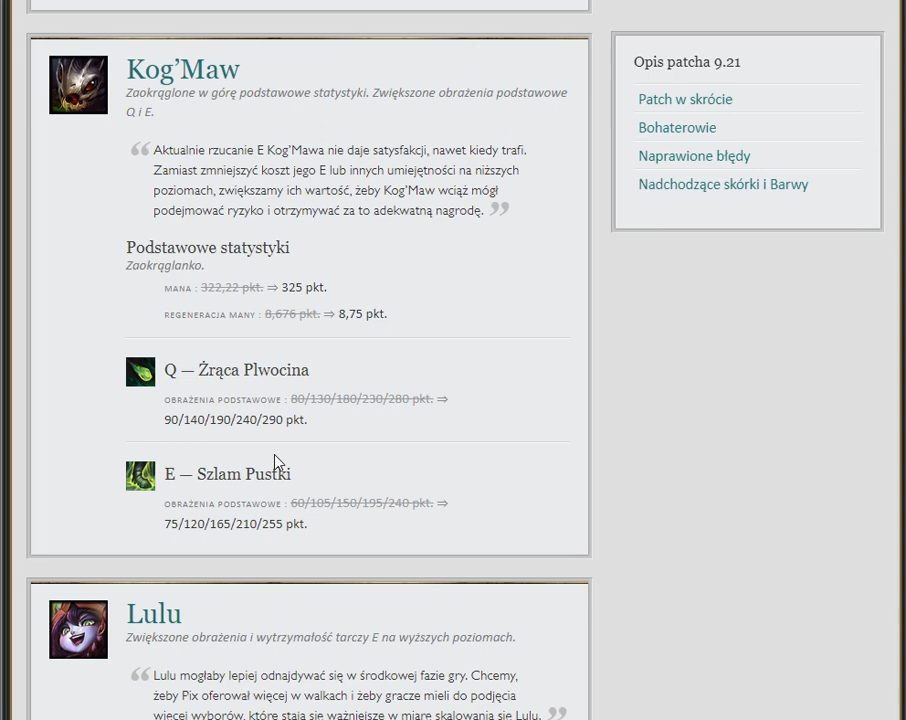 Kog’Maw
Zaokrąglone w górę podstawowe statystyki. Zwiększone obrażenia podstawowe
Q i E.
“ Aktualnie rzucanie E Kog’Mawa nie daje satysfakcji, nawet kiedy trafi.
Zamiast zmniejszyć koszt jego E lub innych umiejętności na niższych
poziomach, zwiększamy ich wartość, żeby Kog’Maw wciąż mógł
podejmować ryzyko i otrzymywać za to adekwatną nagrodę. ”
Podstawowe statystyki
Zaokrąglanko.
MANA : 322,22 pkt. ⇒ 325 pkt.
REGENERACJA MANY : 8,676 pkt. ⇒ 8,75 pkt.
Q — Żrąca Plwocina
OBRAŻENIA PODSTAWOWE : 80/130/180/230/280 pkt. ⇒
90/140/190/240/290 pkt.
E — Szlam Pustki
OBRAŻENIA PODSTAWOWE : 60/105/150/195/240 pkt. ⇒
75/120/165/210/255 pkt.
Lulu
Zwiększone obrażenia i wytrzymałość tarczy E na wyższych poziomach.
“ Lulu mogłaby lepiej odnajdywać się w środkowej fazie gry. Chcemy,
żeby Pix oferował więcej w walkach i żeby gracze mieli do podjęcia
więcej wyborów, które stają się ważniejsze w miarę skalowania się Lulu. ”
Opis patcha 9.21
Patch w skrócie
Bohaterowie
Naprawione błędy
Nadchodzące skórki i Barwy